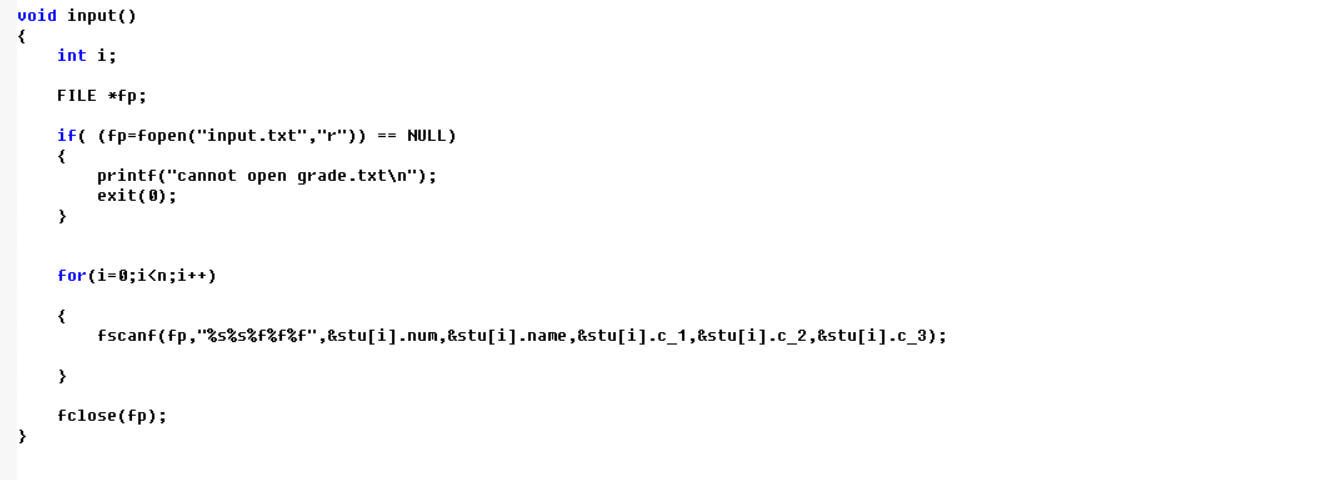 void input()
{
    int i;
    FILE *fp;
    if( (fp=fopen("input.txt","r")) == NULL)
    {
        printf("cannot open grade.txt\n");
        exit(0);
    }
    for(i=0;i<n;i++)
    {
        fscanf(fp,"%s%s%f%f%f",&stu[i].num,&stu[i].name,&stu[i].c_1,&stu[i].c_2,&stu[i].c_3);
    }
    fclose(fp);
}